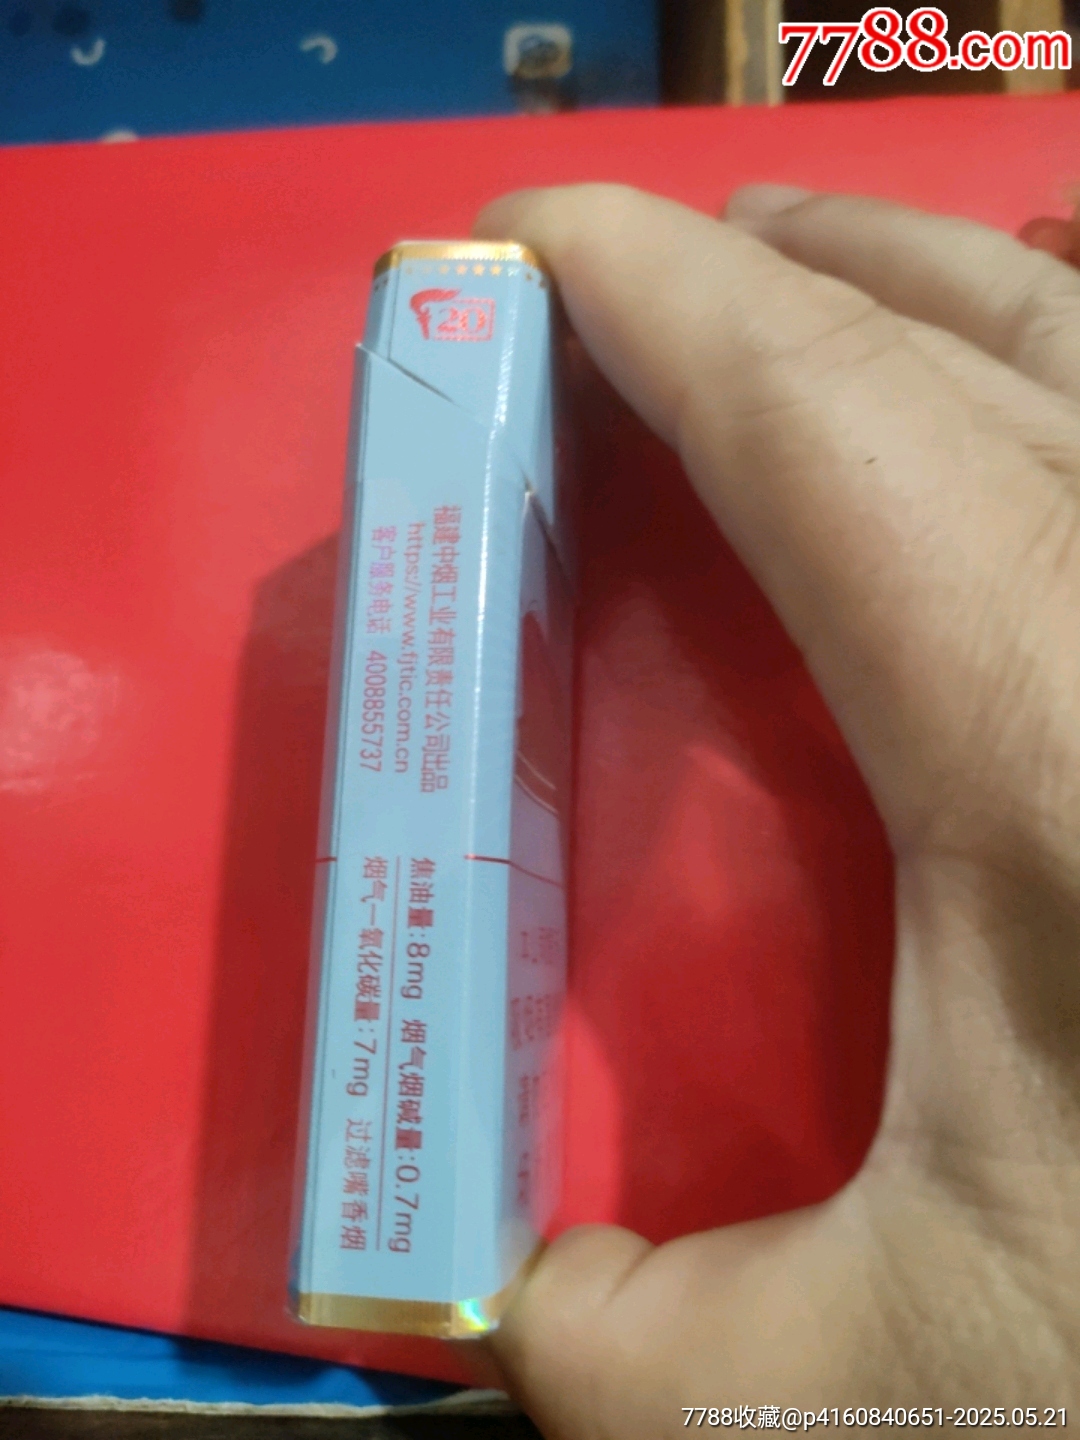 7788.com
20
福建中烟工业有限责任公司出品
https://www.fjtic.com.cn
客户服务电话 4008855737
焦油量:8mg 烟气烟碱量:0.7mg
烟气一氧化碳量:7mg 过滤嘴香烟
7788收藏@p4160840651-2025.05.21